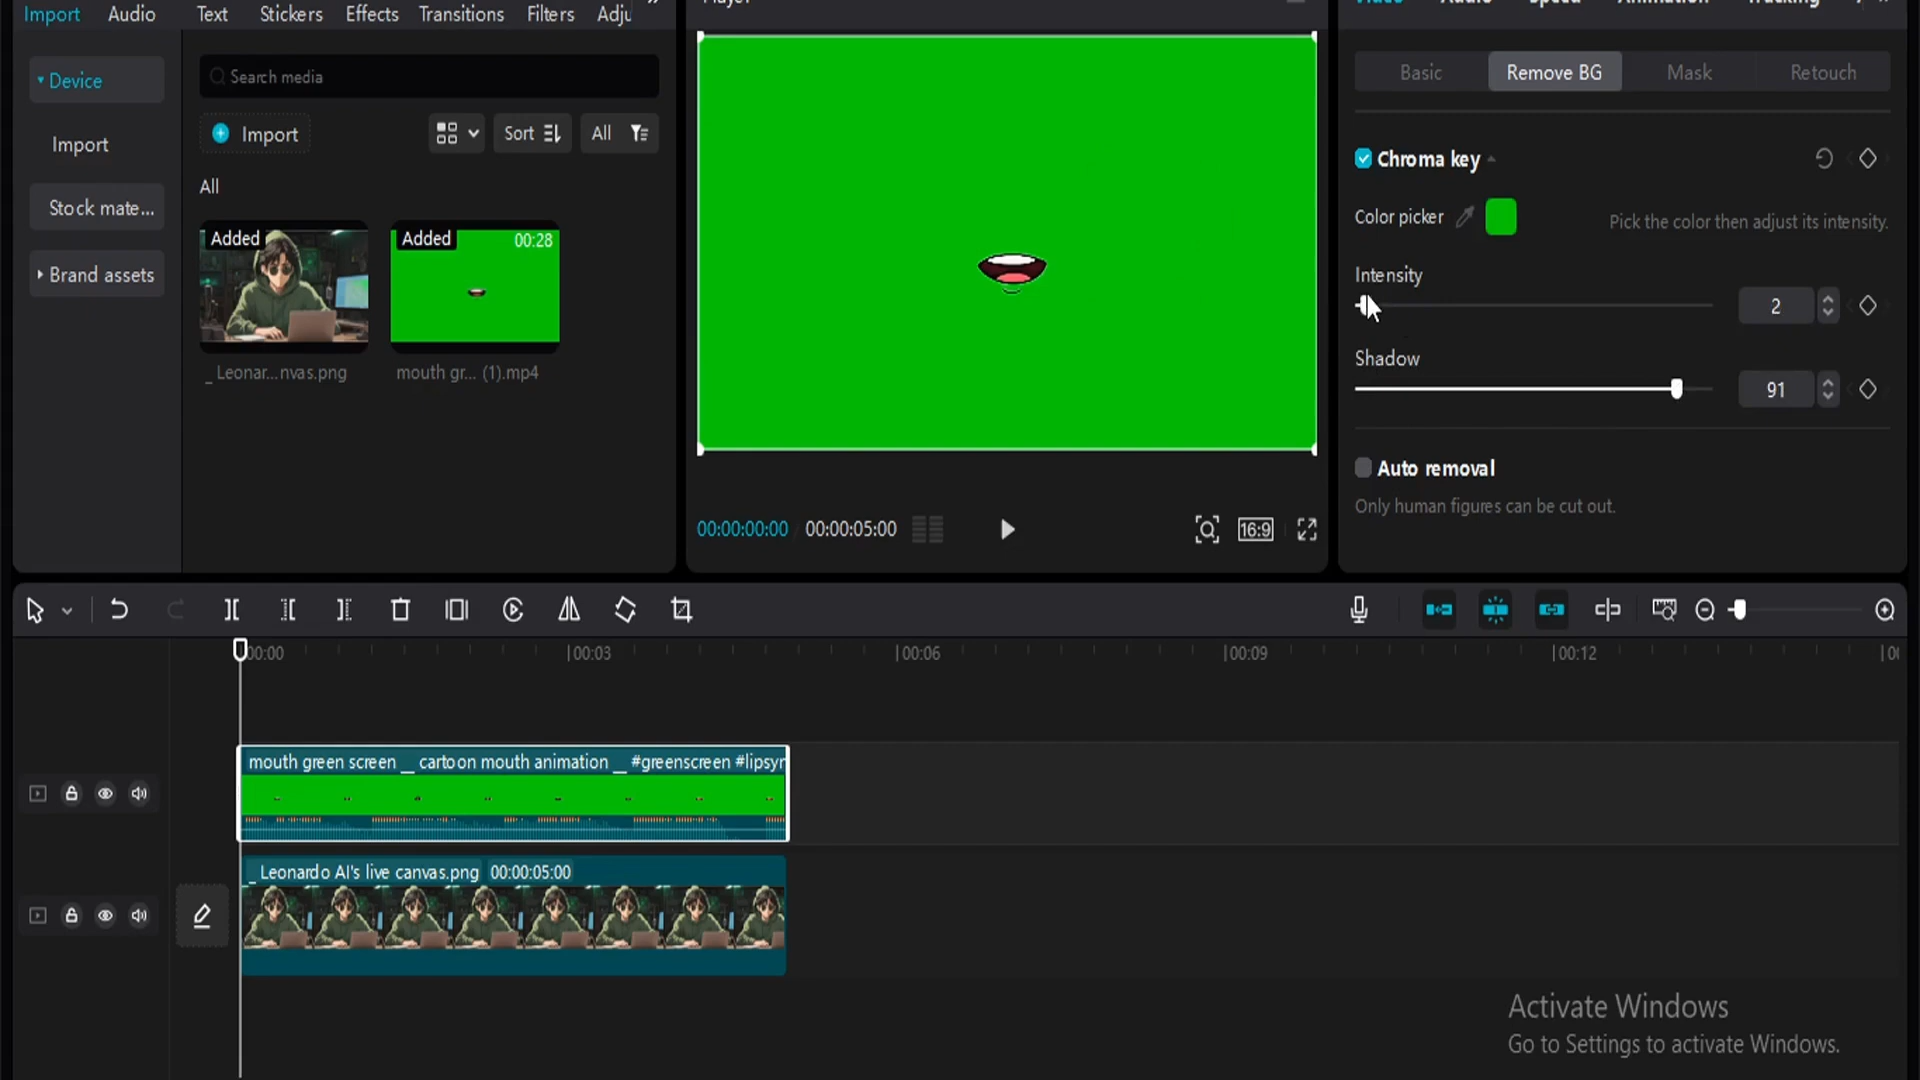 Import Audio Text Stickers Effects Transitions Filters Adju
Device
Import
Stock mate...
Brand assets
Search media
Import
Sort
All
All
Added
Added 00:28
_ Leonar...nvas.png
mouth gr... (1).mp4
00:00:00:00 00:00:05:00
16:9
Basic Remove BG Mask Retouch
Chroma key
Color picker
Pick the color then adjust its intensity.
Intensity
2
Shadow
91
Auto removal
Only human figures can be cut out.
00:00 00:03 00:06 00:09 00:12
mouth green screen __ cartoon mouth animation __ #greenscreen #lipsyn
_ Leonardo AI's live canvas.png 00:00:05:00
Activate Windows
Go to Settings to activate Windows.